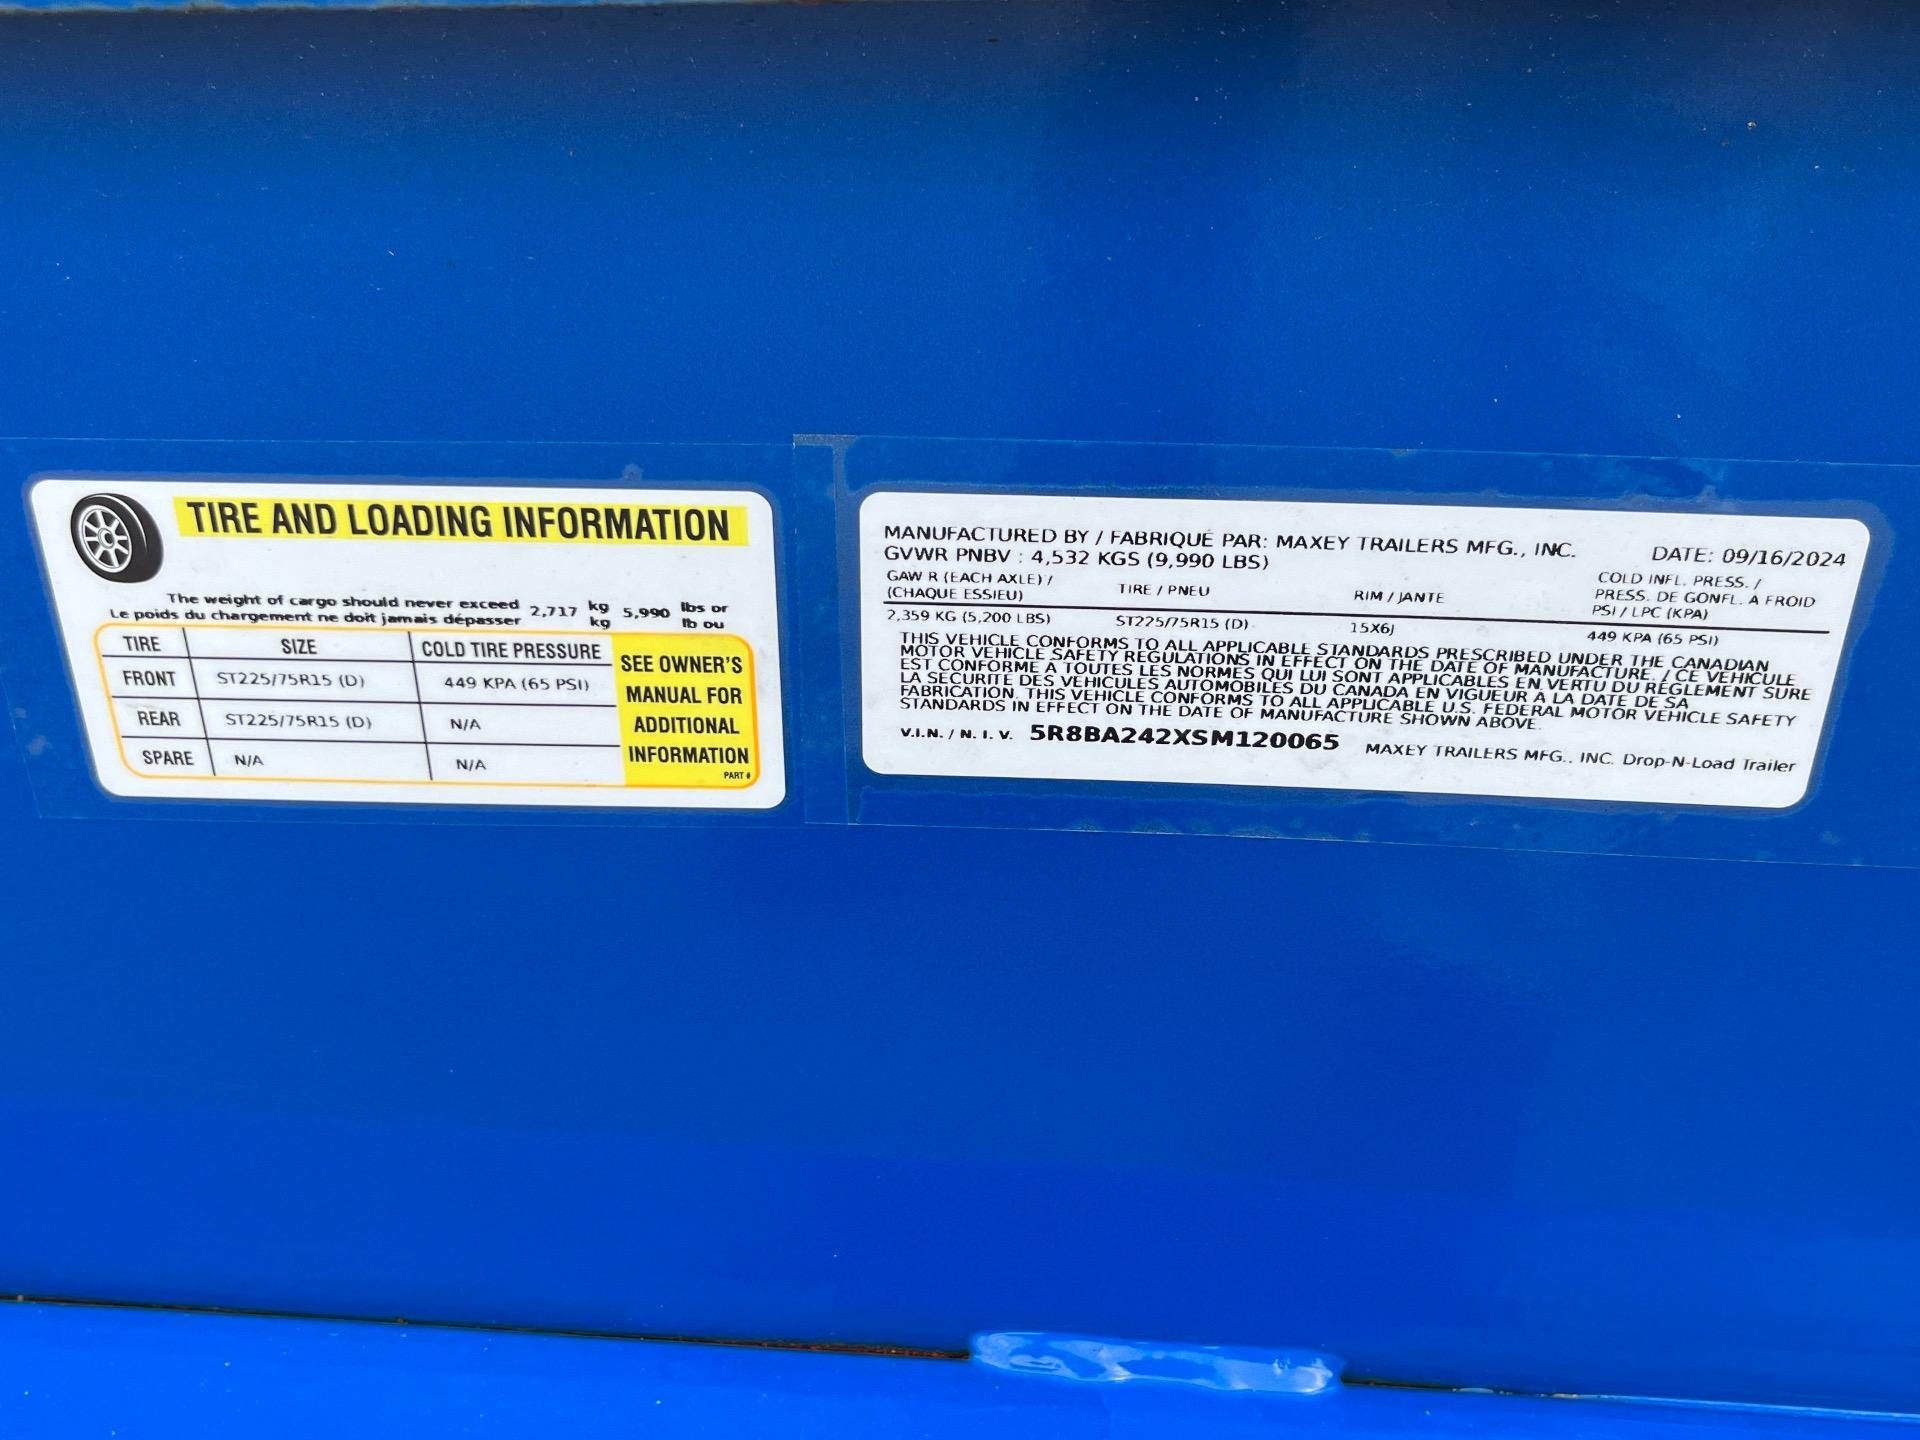 TIRE AND LOADING INFORMATION
The weight of cargo should never exceed 2,717 kg 5,990 lbs or
Le poids du chargement ne doit jamais dépasser kg lb ou
TIRE SIZE COLD TIRE PRESSURE
FRONT ST225/75R15 (D) 449 KPA (65 PSI)
REAR ST225/75R15 (D) N/A
SPARE N/A N/A
SEE OWNER'S
MANUAL FOR
ADDITIONAL
INFORMATION
PART #
MANUFACTURED BY / FABRIQUÉ PAR: MAXEY TRAILERS MFG., INC. DATE: 09/16/2024
GVWR PNBV : 4,532 KGS (9,990 LBS)
GAW R (EACH AXLE) /
(CHAQUE ESSIEU)
TIRE / PNEU
RIM / JANTE
COLD INFL. PRESS. /
PRESS. DE GONFL. A FROID
PSI / LPC (KPA)
2,359 KG (5,200 LBS) ST225/75R15 (D) 15X6J 449 KPA (65 PSI)
THIS VEHICLE CONFORMS TO ALL APPLICABLE STANDARDS PRESCRIBED UNDER THE CANADIAN
MOTOR VEHICLE SAFETY REGULATIONS IN EFFECT ON THE DATE OF MANUFACTURE. / CE VEHICULE
EST CONFORME À TOUTES LES NORMES QUI LUI SONT APPLICABLES EN VERTU DU RÈGLEMENT SURE
LA SECURITE DES VEHICULES AUTOMOBILES DU CANADA EN VIGUEUR A LA DATE DE SA
FABRICATION. THIS VEHICLE CONFORMS TO ALL APPLICABLE U.S. FEDERAL MOTOR VEHICLE SAFETY
STANDARDS IN EFFECT ON THE DATE OF MANUFACTURE SHOWN ABOVE.
V.I.N. / N. I. V. 5R8BA242XSM120065 MAXEY TRAILERS MFG., INC. Drop-N-Load Trailer